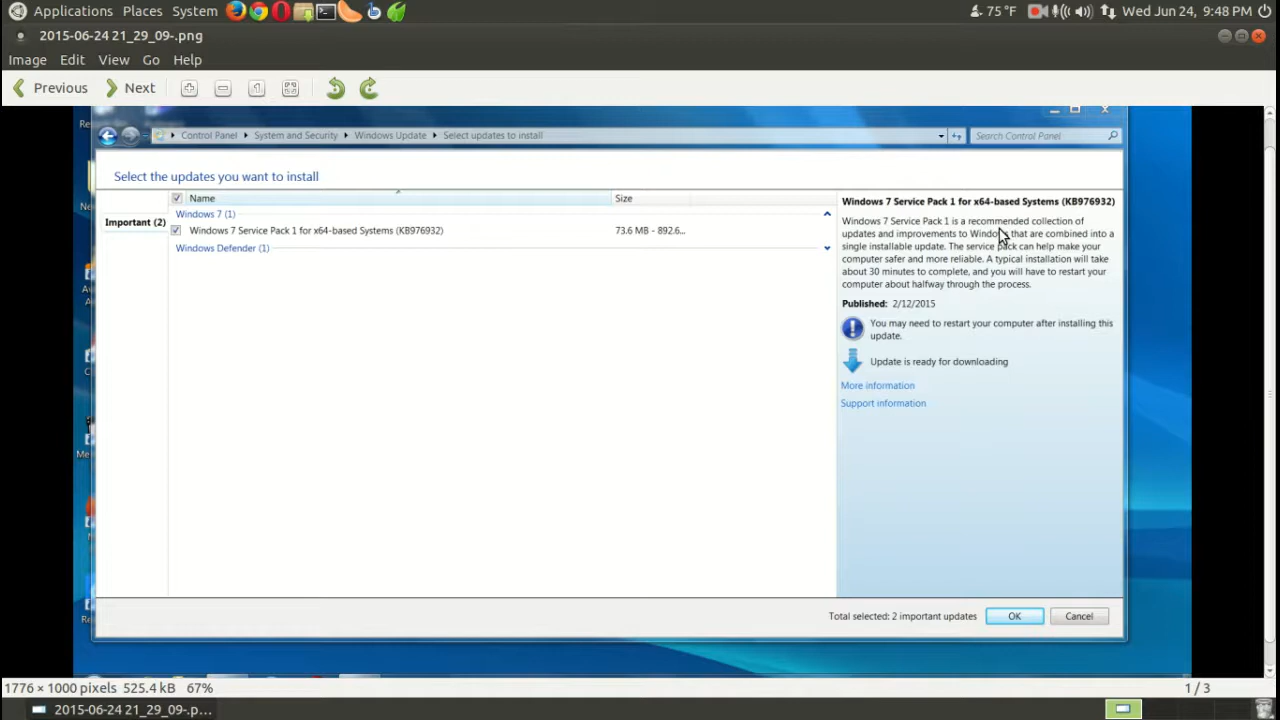 Applications Places System 75 °F Wed Jun 24, 9:48 PM
2015-06-24 21_29_09-.png
Image Edit View Go Help
Previous Next
Control Panel System and Security Windows Update Select updates to install Search Control Panel
Select the updates you want to install
Name Size
Important (2)
Windows 7 (1)
Windows 7 Service Pack 1 for x64-based Systems (KB976932) 73.6 MB - 892.6...
Windows Defender (1)
Windows 7 Service Pack 1 for x64-based Systems (KB976932)
Windows 7 Service Pack 1 is a recommended collection of
updates and improvements to Windows that are combined into a
single installable update. The service pack can help make your
computer safer and more reliable. A typical installation will take
about 30 minutes to complete, and you will have to restart your
computer about halfway through the process.
Published: 2/12/2015
You may need to restart your computer after installing this
update.
Update is ready for downloading
More information
Support information
Total selected: 2 important updates OK Cancel
1776 × 1000 pixels 525.4 kB 67% 1 / 3
2015-06-24 21_29_09-.p...